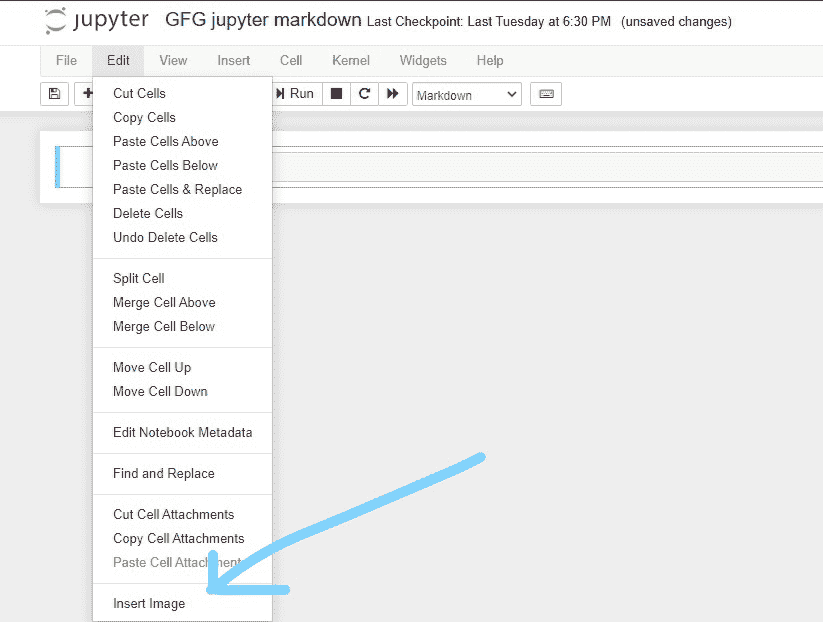 jupyter GFG jupyter markdown Last Checkpoint: Last Tuesday at 6:30 PM (unsaved changes)
File Edit View Insert Cell Kernel Widgets Help
Run Markdown
Cut Cells
Copy Cells
Paste Cells Above
Paste Cells Below
Paste Cells & Replace
Delete Cells
Undo Delete Cells
Split Cell
Merge Cell Above
Merge Cell Below
Move Cell Up
Move Cell Down
Edit Notebook Metadata
Find and Replace
Cut Cell Attachments
Copy Cell Attachments
Paste Cell Attachments
Insert Image